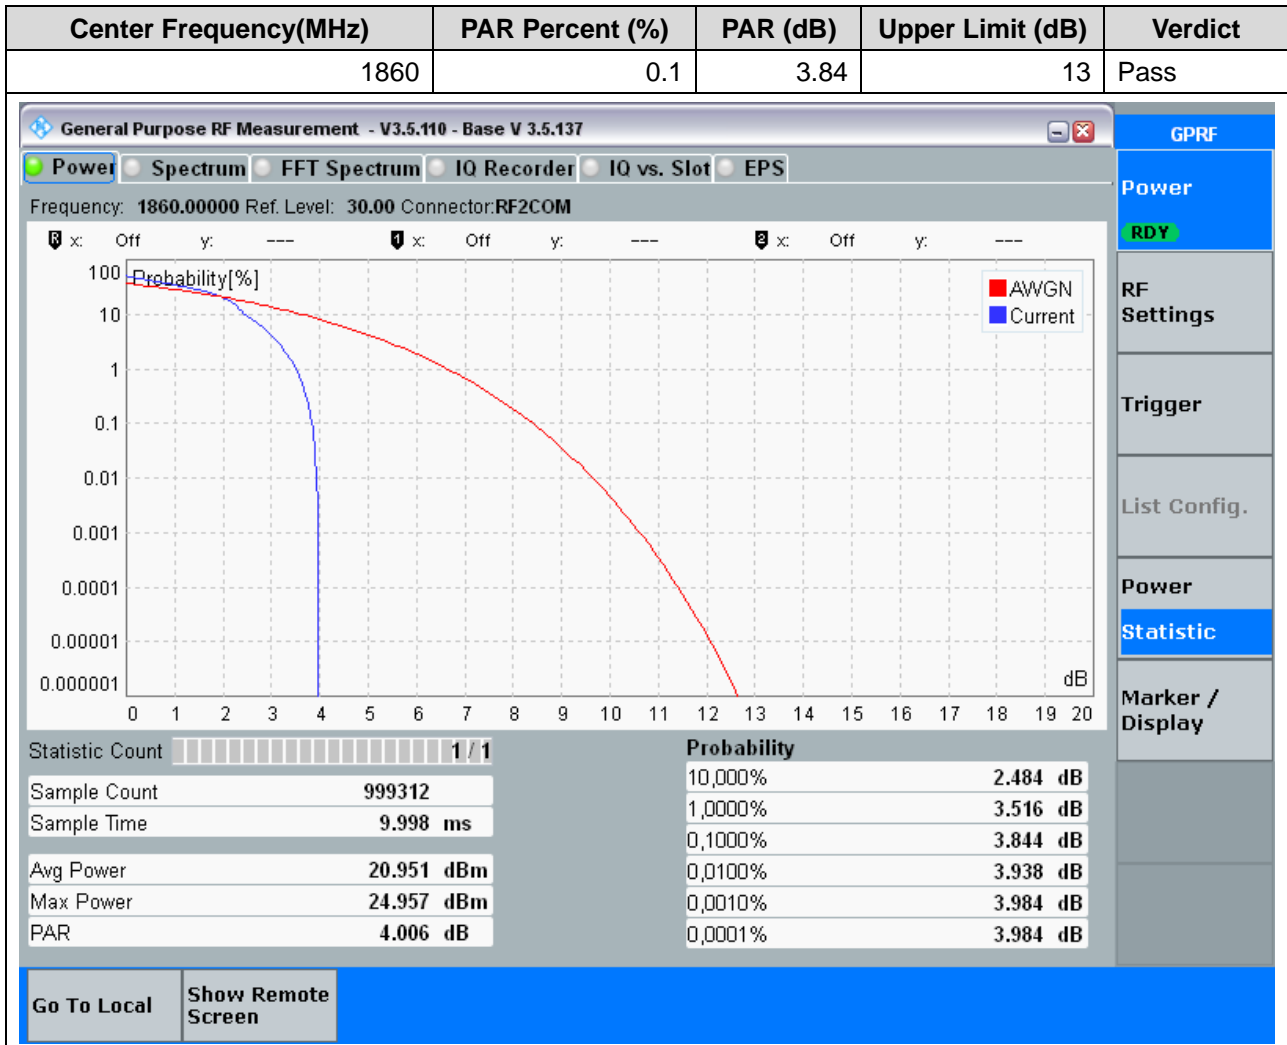 Center Frequency(MHz) PAR Percent (%) PAR (dB) Upper Limit (dB) Verdict
1860 0.1 3.84 13 Pass
General Purpose RF Measurement - V3.5.110 - Base V 3.5.137
GPRF
Power Spectrum FFT Spectrum IQ Recorder IQ vs. Slot EPS
Power
RDY
Frequency: 1860.00000 Ref. Level: 30.00 Connector:RF2COM
R x: Off y: --- 1 x: Off y: --- 2 x: Off y: ---
Probability[%]
AWGN
Current
100
10
1
0.1
0.01
0.001
0.0001
0.00001
0.000001
dB
0 1 2 3 4 5 6 7 8 9 10 11 12 13 14 15 16 17 18 19 20
RF
Settings
Trigger
List Config.
Power
Statistic
Marker /
Display
Statistic Count 1 / 1
Sample Count 999312
Sample Time 9.998 ms
Avg Power 20.951 dBm
Max Power 24.957 dBm
PAR 4.006 dB
Probability
10,000% 2.484 dB
1,0000% 3.516 dB
0,1000% 3.844 dB
0,0100% 3.938 dB
0,0010% 3.984 dB
0,0001% 3.984 dB
Go To Local
Show Remote
Screen